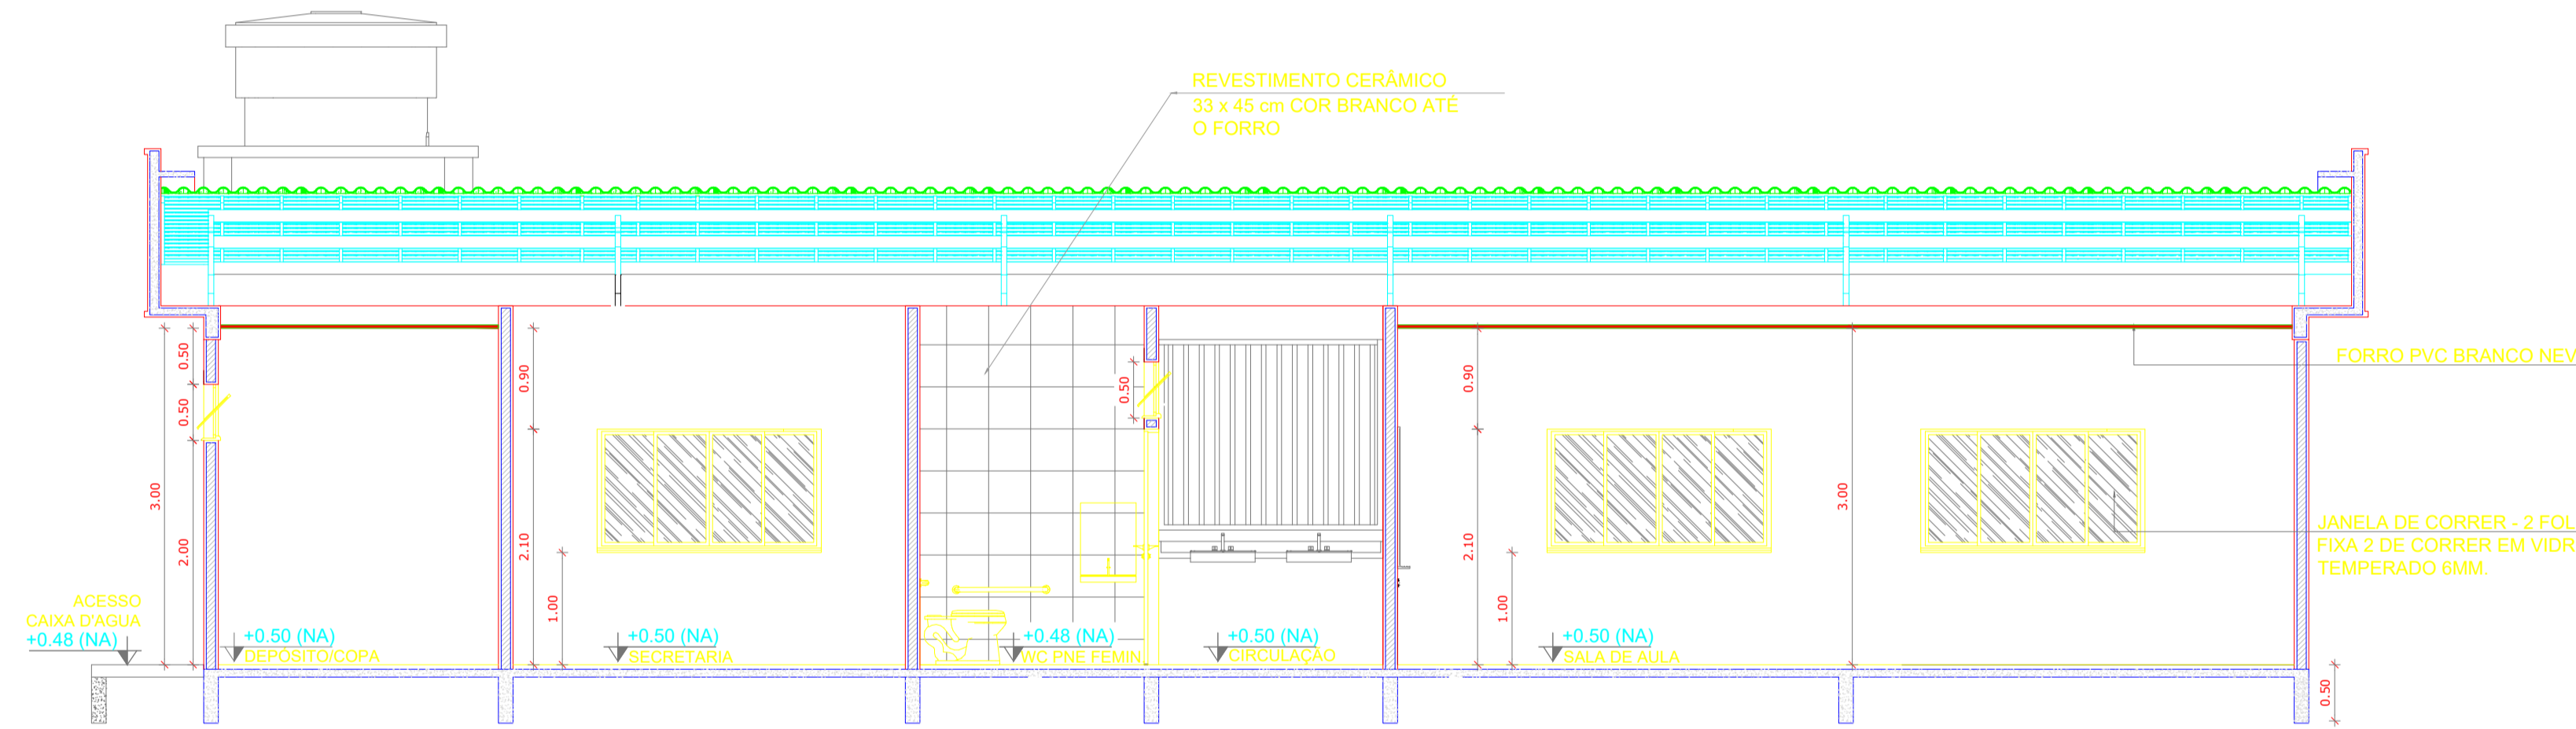 REVESTIMENTO CERÂMICO
33 x 45 cm COR BRANCO ATÉ
O FORRO
FORRO PVC BRANCO NEV
JANELA DE CORRER - 2 FOL
FIXA 2 DE CORRER EM VIDR
TEMPERADO 6MM.
0.50
0.50
3.00
2.00
0.90
2.10
1.00
0.50
0.90
2.10
1.00
3.00
0.50
ACESSO
CAIXA D'AGUA
+0.48 (NA)
+0.50 (NA)
DEPÓSITO/COPA
+0.50 (NA)
SECRETARIA
+0.48 (NA)
WC PNE FEMIN
+0.50 (NA)
CIRCULAÇÃO
+0.50 (NA)
SALA DE AULA